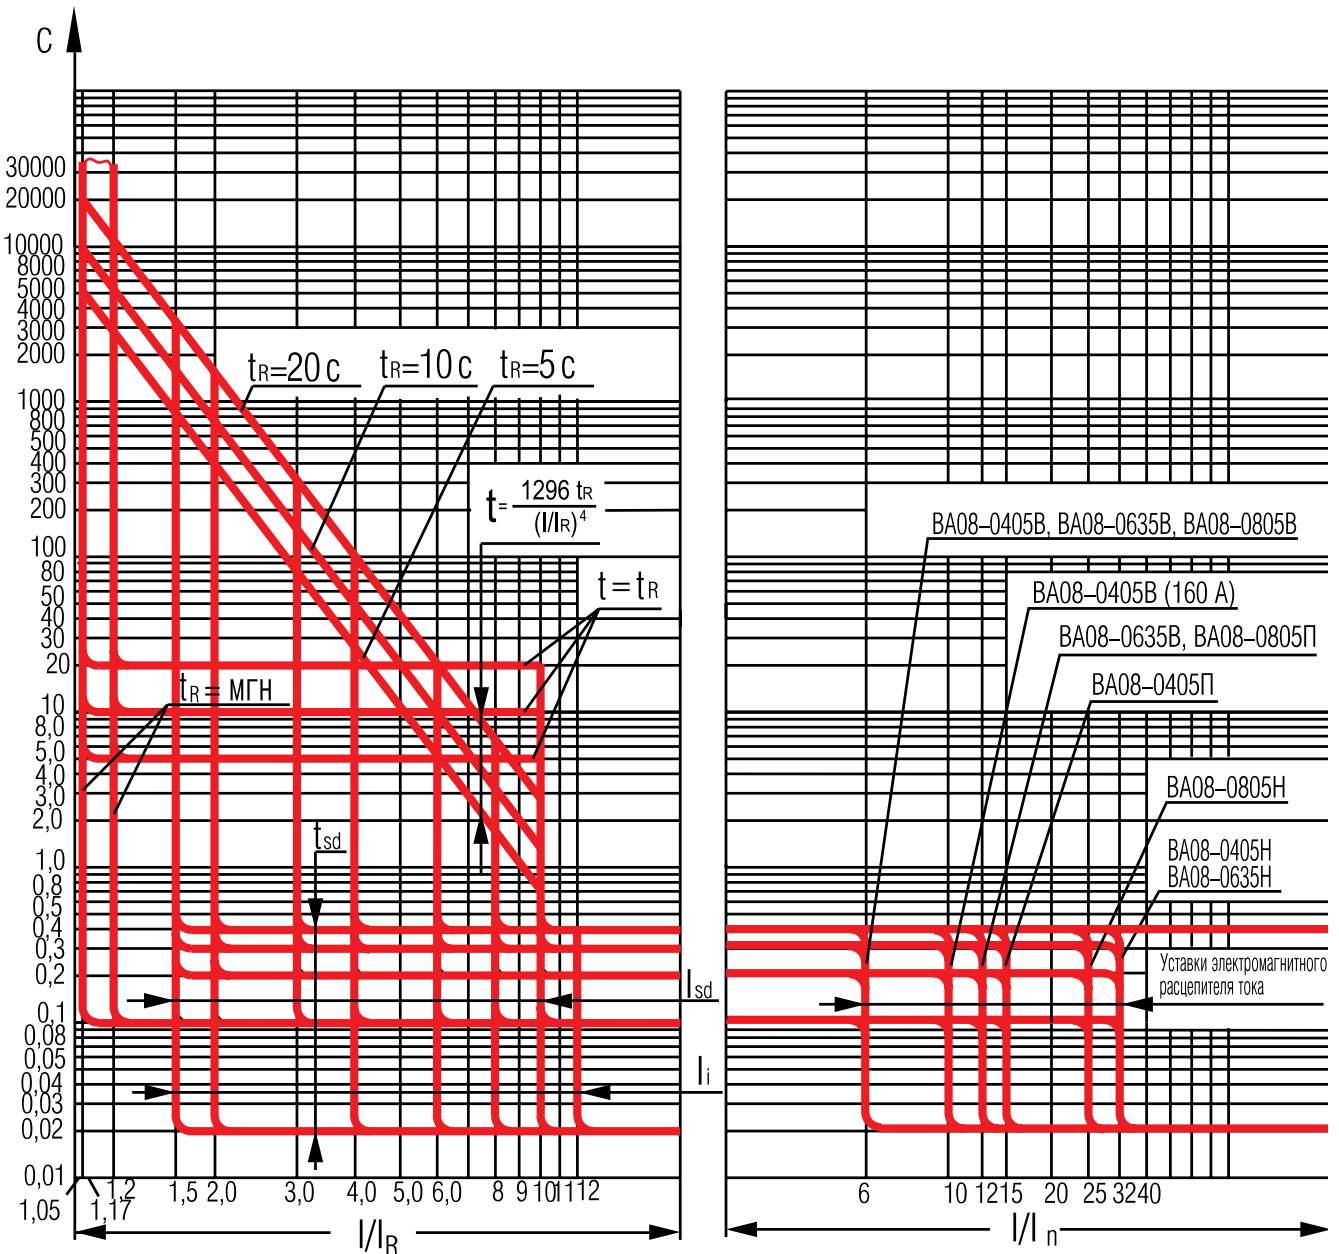 С
30000
20000
10000
8000
6000
5000
4000
3000
2000
1000
800
500
400
300
200
100
80
50
40
30
20
10
8,0
5,0
4,0
3,0
2,0
1,0
0,8
0,5
0,4
0,3
0,2
0,1
0,08
0,05
0,04
0,03
0,02
0,01
tR=20 с
tR=10 с
tR=5 с
t= 1296 tR
(I/IR)4
t = tR
tR = МГН
tsd
Isd
Ii
1,05
1,17
1,2
1,5
2,0
3,0
4,0
5,0
6,0
8
9
10
11
12
I/IR
ВА08–0405В, ВА08–0635В, ВА08–0805В
ВА08–0405В (160 А)
ВА08–0635В, ВА08–0805П
ВА08–0405П
ВА08–0805Н
ВА08–0405Н
ВА08–0635Н
Уставки электромагнитного
расцепителя тока
6
10
12
15
20
25
32
40
I/I n